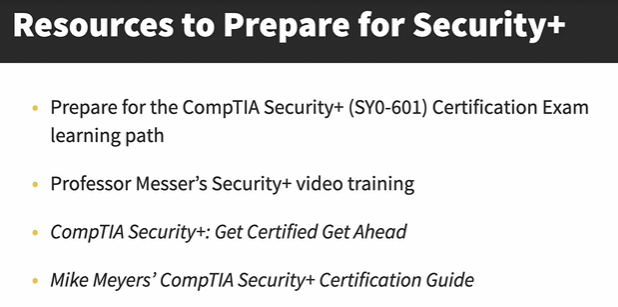 Resources to Prepare for Security+
Prepare for the CompTIA Security+ (SY0-601) Certification Exam
learning path
Professor Messer's Security+ video training
CompTIA Security+: Get Certified Get Ahead
Mike Meyers' CompTIA Security+ Certification Guide